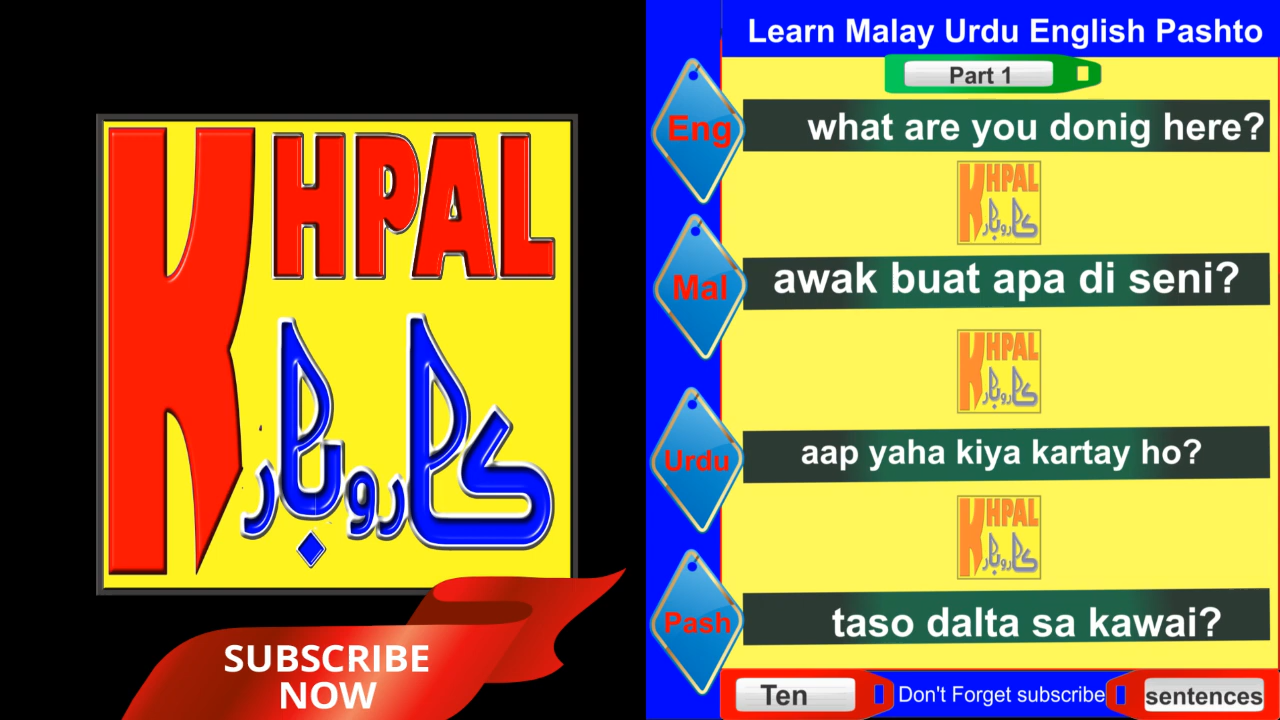 KHPAL
کاروبار
SUBSCRIBE
NOW
Learn Malay Urdu English Pashto
Part 1
Eng
what are you donig here?
KHPAL
کاروبار
Mal
awak buat apa di seni?
KHPAL
کاروبار
Urdu
aap yaha kiya kartay ho?
KHPAL
کاروبار
Pash
taso dalta sa kawai?
Ten
Don't Forget subscribe
sentences